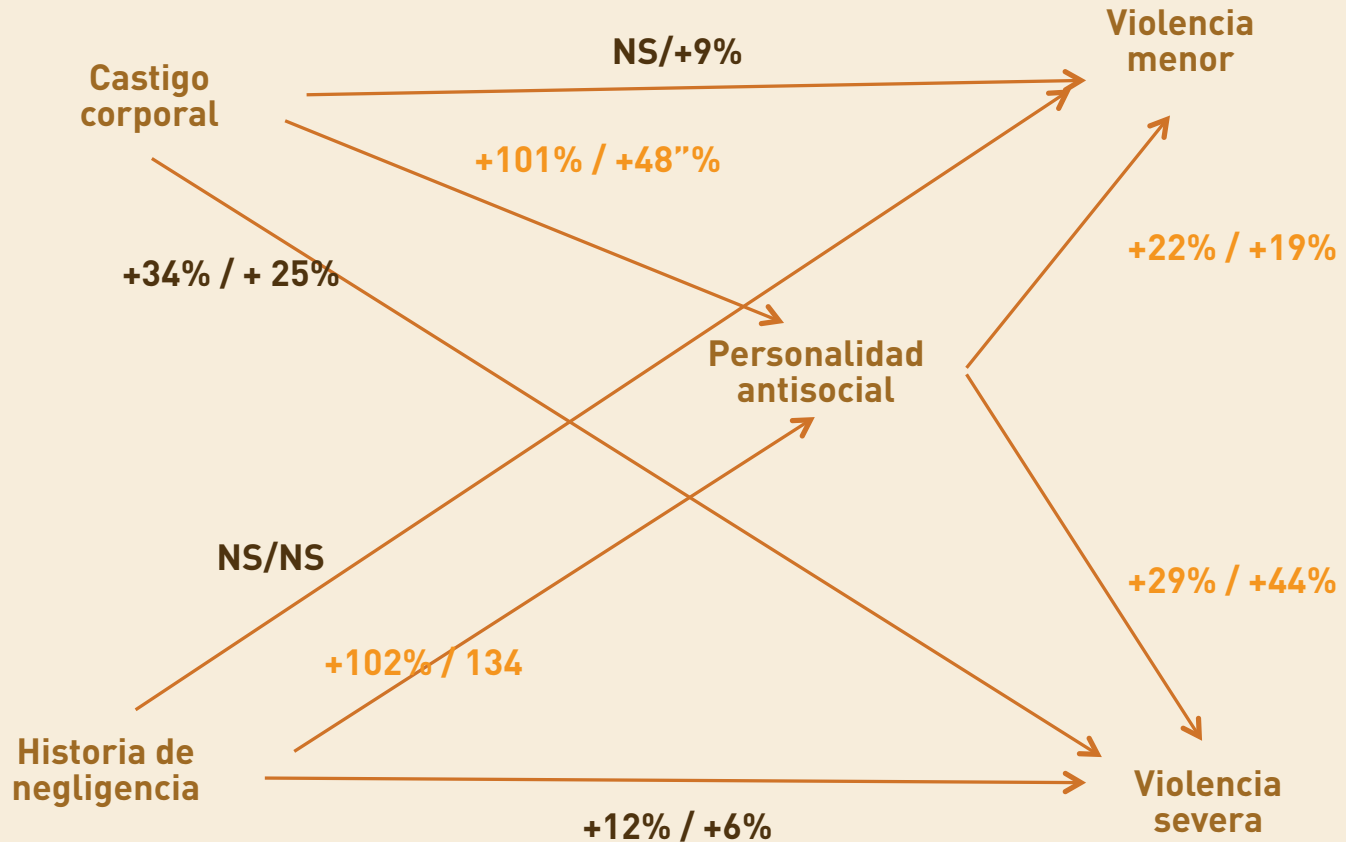 Violencia
menor
NS/+9%
Castigo
corporal
+101% / +48”%
+22% / +19%
+34% / + 25%
Personalidad
antisocial
NS/NS
+29% / +44%
+102% / 134
Historia de
negligencia
Violencia
severa
+12% / +6%